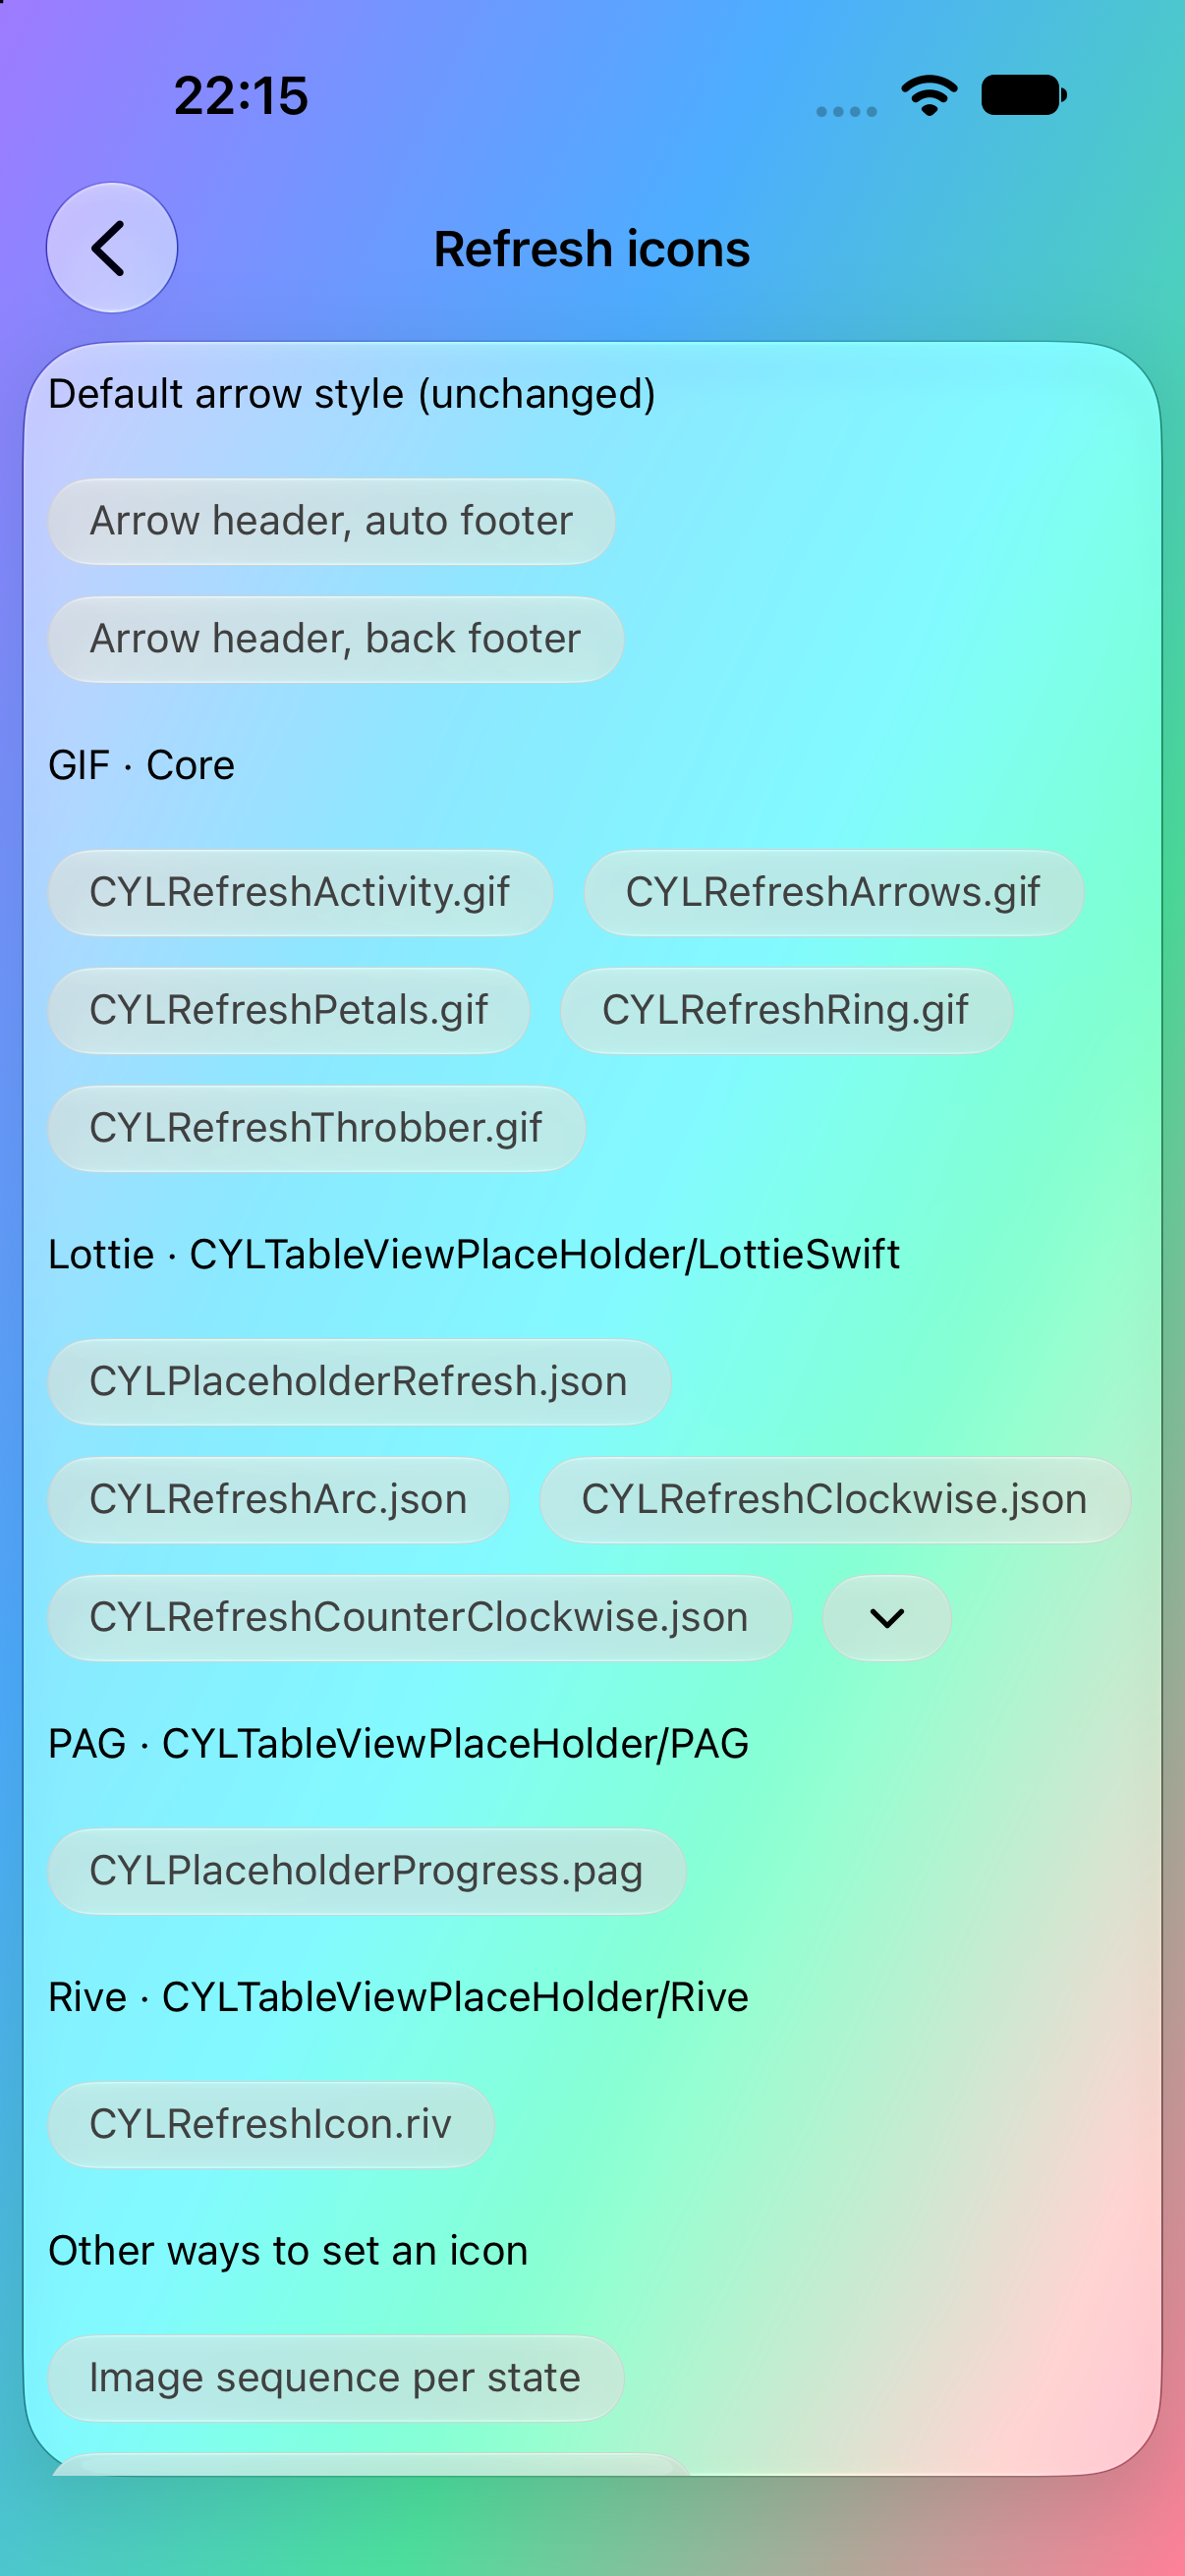 22:15
Refresh icons
Default arrow style (unchanged)
Arrow header, auto footer
Arrow header, back footer
GIF · Core
CYLRefreshActivity.gif
CYLRefreshArrows.gif
CYLRefreshPetals.gif
CYLRefreshRing.gif
CYLRefreshThrobber.gif
Lottie · CYLTableViewPlaceHolder/LottieSwift
CYLPlaceholderRefresh.json
CYLRefreshArc.json
CYLRefreshClockwise.json
CYLRefreshCounterClockwise.json
PAG · CYLTableViewPlaceHolder/PAG
CYLPlaceholderProgress.pag
Rive · CYLTableViewPlaceHolder/Rive
CYLRefreshIcon.riv
Other ways to set an icon
Image sequence per state